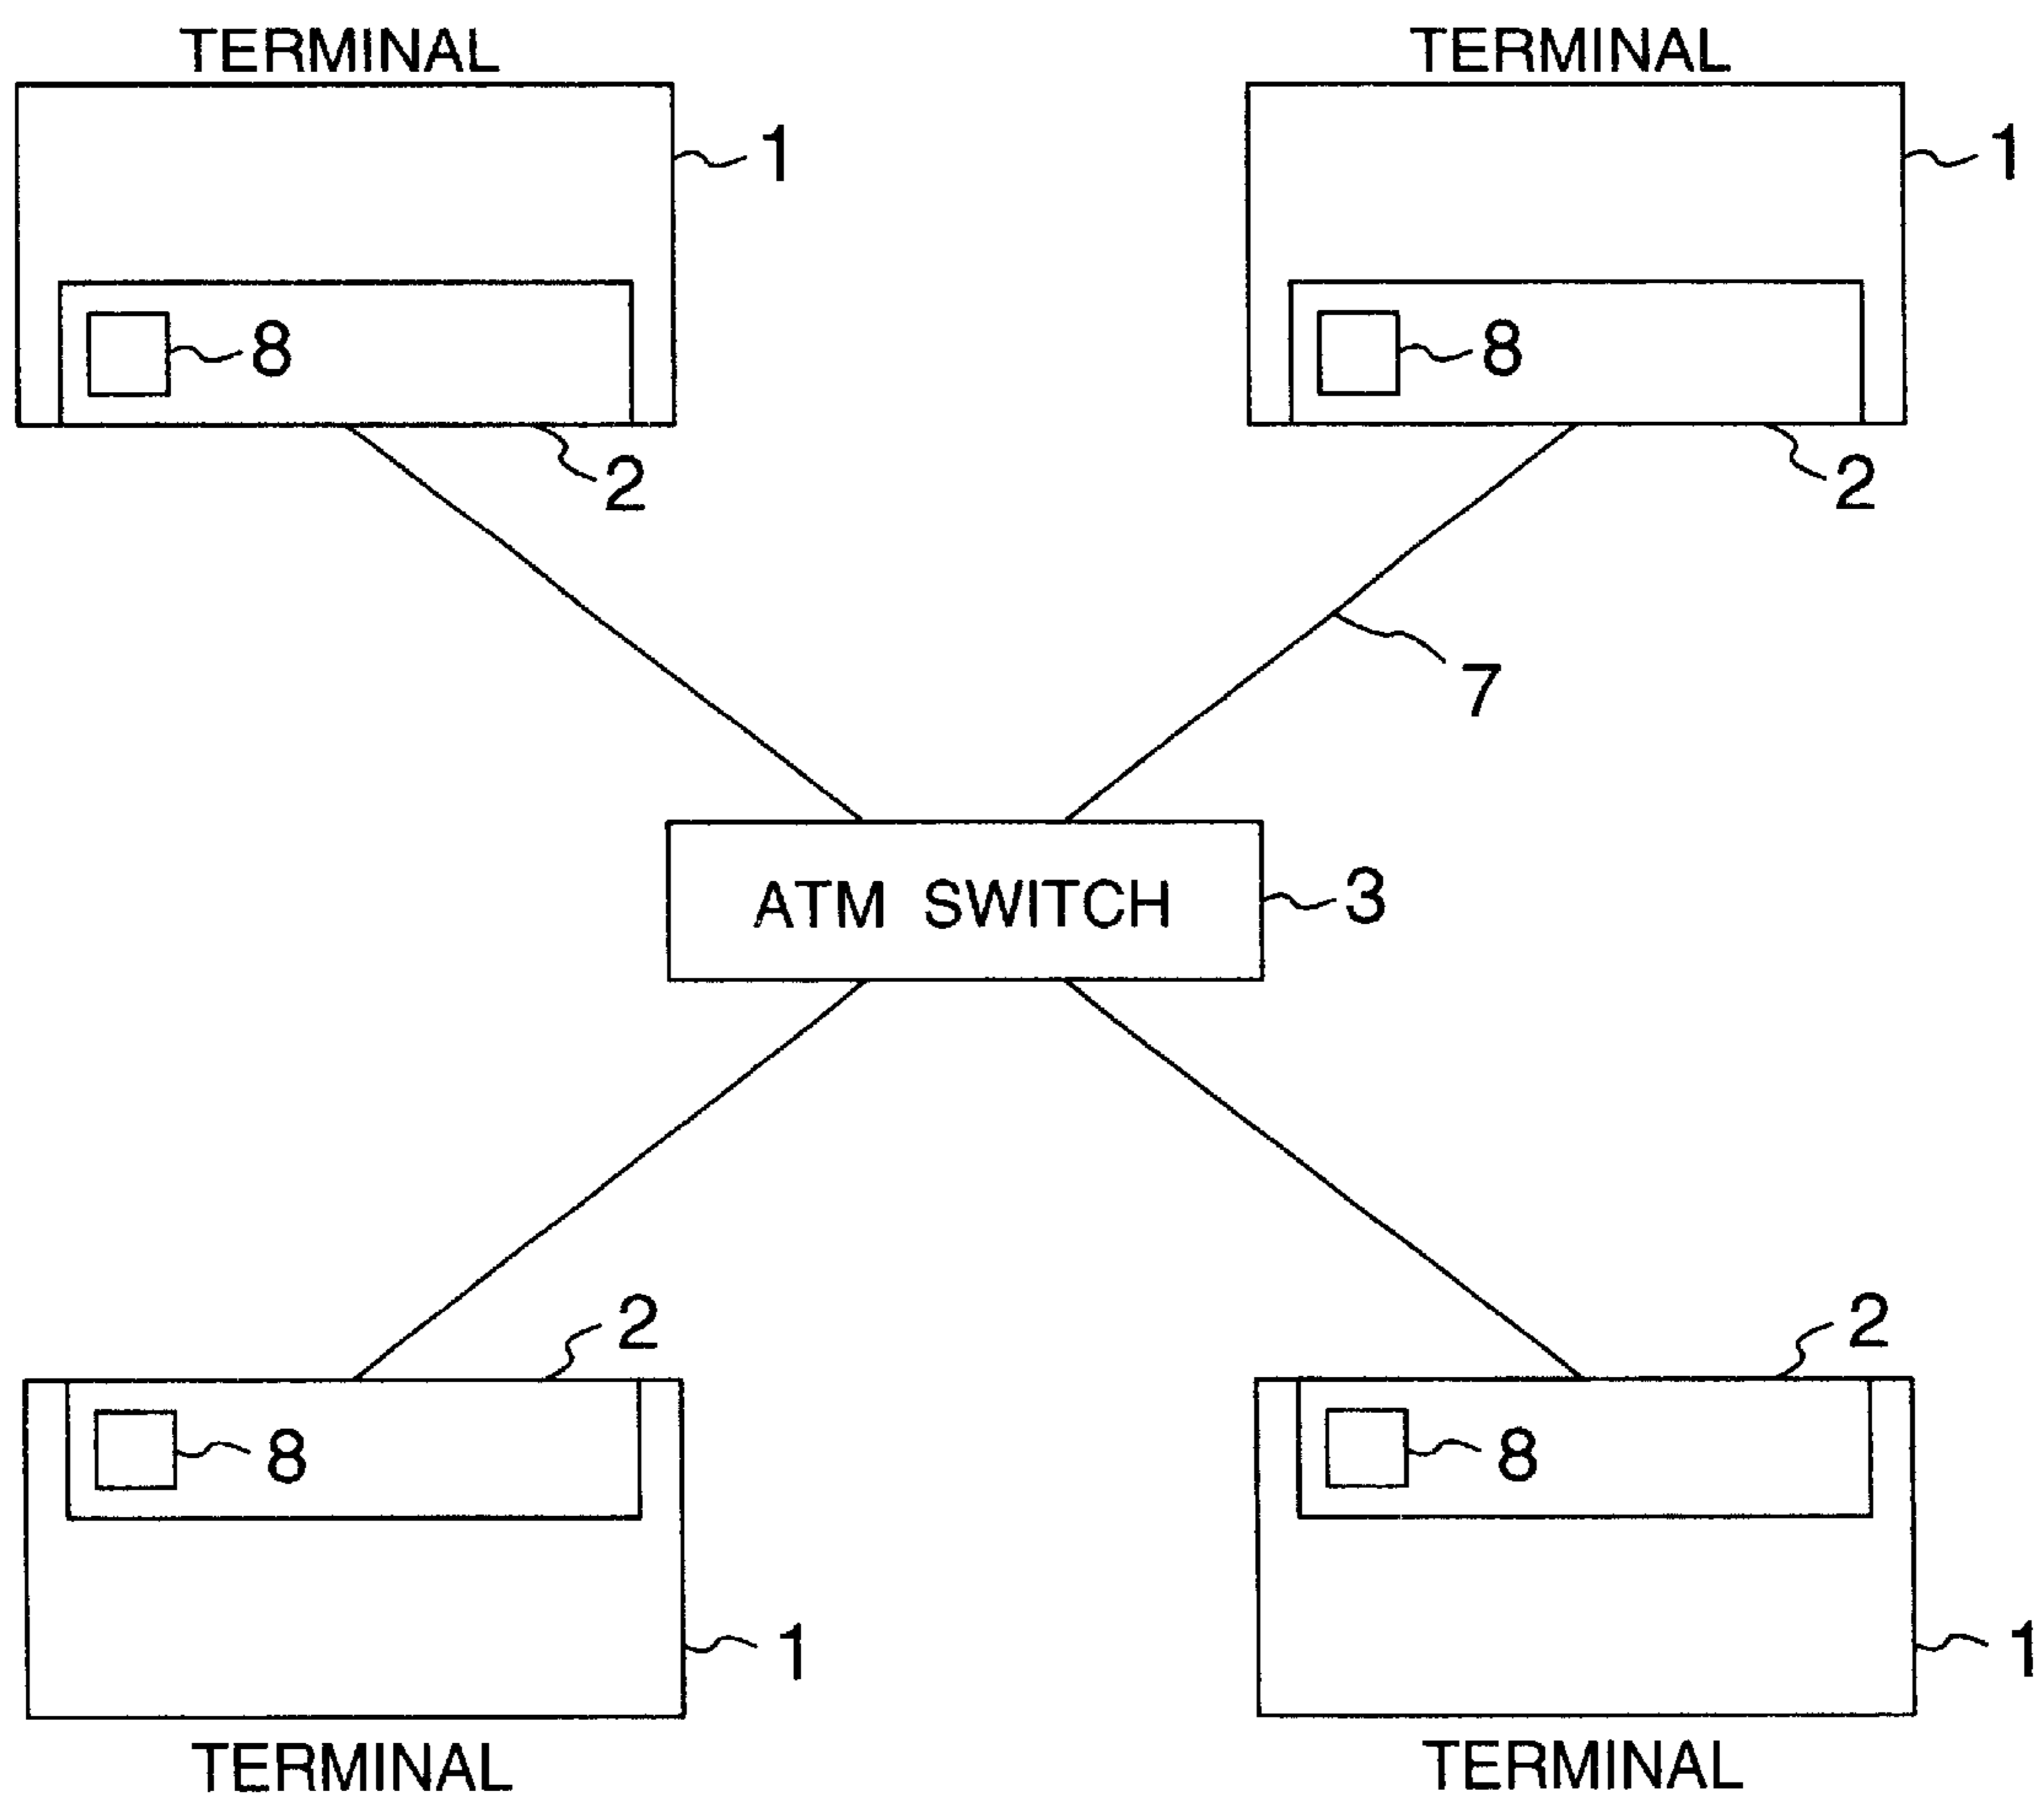 TERMINAL TERMINAL
1 1
8 8
2 2
7
ATM SWITCH 3
2 2
8 8
1 1
TERMINAL TERMINAL